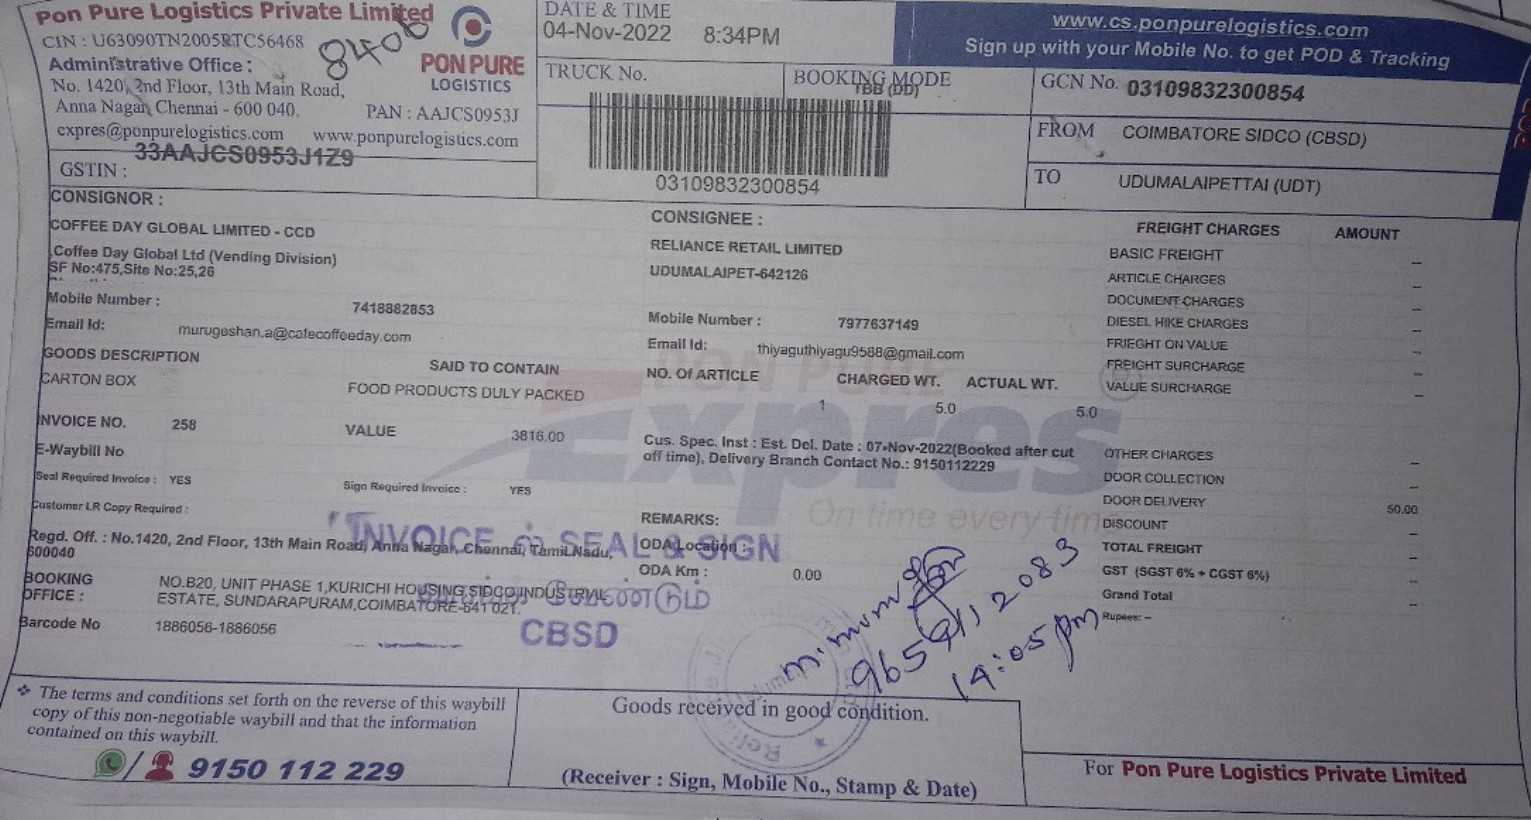 Pon Pure Logistics Private Limited
CIN : U63090TN2005RTC56468
8400
Administrative Office :
No. 1420, 2nd Floor, 13th Main Road,
Anna Nagar, Chennai - 600 040.
PAN : AAJCS0953J
expres@ponpurelogistics.com www.ponpurelogistics.com
GSTIN : 33AAJCS0953J1Z9
PON PURE
LOGISTICS
DATE & TIME
04-Nov-2022 8:34PM
TRUCK No.
BOOKING MODE
TBB (DD)
03109832300854
www.cs.ponpurelogistics.com
Sign up with your Mobile No. to get POD & Tracking
GCN No. 03109832300854
FROM COIMBATORE SIDCO (CBSD)
TO UDUMALAIPETTAI (UDT)
CONSIGNOR :
COFFEE DAY GLOBAL LIMITED - CCD
Coffee Day Global Ltd (Vending Division)
SF No:475,Site No:25,26
Mobile Number : 7418882853
Email Id: murugeshan.a@cafecoffeeday.com
CONSIGNEE :
RELIANCE RETAIL LIMITED
UDUMALAIPET-642126
Mobile Number : 7977637149
Email Id: thiyaguthiyagu9588@gmail.com
GOODS DESCRIPTION
SAID TO CONTAIN
CARTON BOX
FOOD PRODUCTS DULY PACKED
NO. Of ARTICLE CHARGED WT. ACTUAL WT.
1 5.0 5.0
INVOICE NO. 258
VALUE 3816.00
E-Waybill No
Seal Required Invoice : YES
Sign Required Invoice : YES
Customer LR Copy Required :
Cus. Spec. Inst : Est. Del. Date : 07-Nov-2022(Booked after cut
off time), Delivery Branch Contact No.: 9150112229
PON PURE
Expres
On time every time
REMARKS:
ODA Location :
ODA Km : 0.00
INVOICE ல் SEAL & SIGN
வேண்டும்
CBSD
Regd. Off. : No.1420, 2nd Floor, 13th Main Road, Anna Nagar, Chennai, Tamil Nadu,
600040
BOOKING
OFFICE :
NO.B20, UNIT PHASE 1,KURICHI HOUSING,SIDCO,INDUSTRIAL
ESTATE, SUNDARAPURAM,COIMBATORE-641 021.
Barcode No 1886056-1886056
FREIGHT CHARGES AMOUNT
BASIC FREIGHT –
ARTICLE CHARGES –
DOCUMENT CHARGES –
DIESEL HIKE CHARGES –
FRIEGHT ON VALUE –
FREIGHT SURCHARGE –
VALUE SURCHARGE –
OTHER CHARGES –
DOOR COLLECTION –
DOOR DELIVERY 50.00
DISCOUNT –
TOTAL FREIGHT –
GST (SGST 6% + CGST 6%) –
Grand Total –
Rupees: –
14:05 pm
❖ The terms and conditions set forth on the reverse of this waybill
copy of this non-negotiable waybill and that the information
contained on this waybill.
9150 112 229
Goods received in good condition.
(Receiver : Sign, Mobile No., Stamp & Date)
For Pon Pure Logistics Private Limited